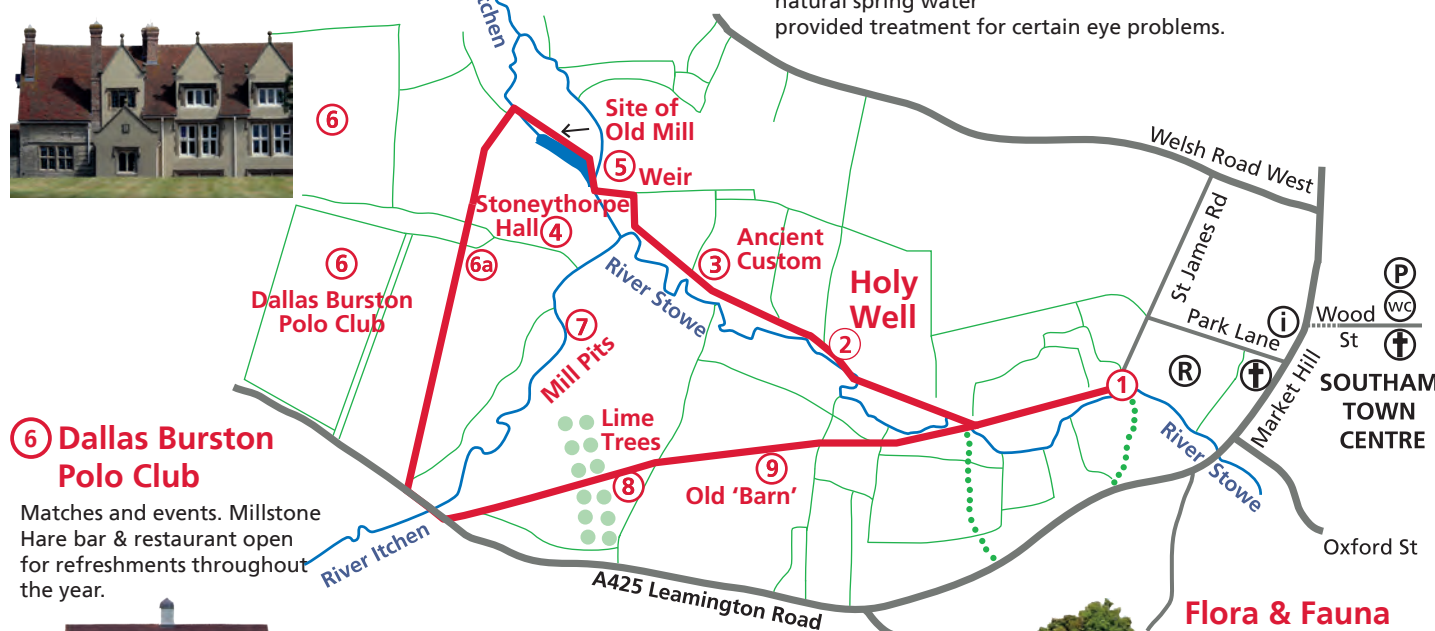 natural spring water
provided treatment for certain eye problems.
Itchen
6
Site of
Old Mill
5
Weir
Welsh Road West
Stoneythorpe
Hall 4
St James Rd
3
Ancient
Custom
6a
6
Dallas Burston
Polo Club
River Stowe
Holy
Well
2
Park Lane
i
Wood
St
P
WC
7
Mill Pits
1
R
Market Hill
SOUTHAM
TOWN
CENTRE
Lime
Trees
River Stowe
8
9
Old ‘Barn’
6 Dallas Burston
Polo Club
Matches and events. Millstone
Hare bar & restaurant open
for refreshments throughout
the year.
River Itchen
A425 Leamington Road
Oxford St
Flora & Fauna